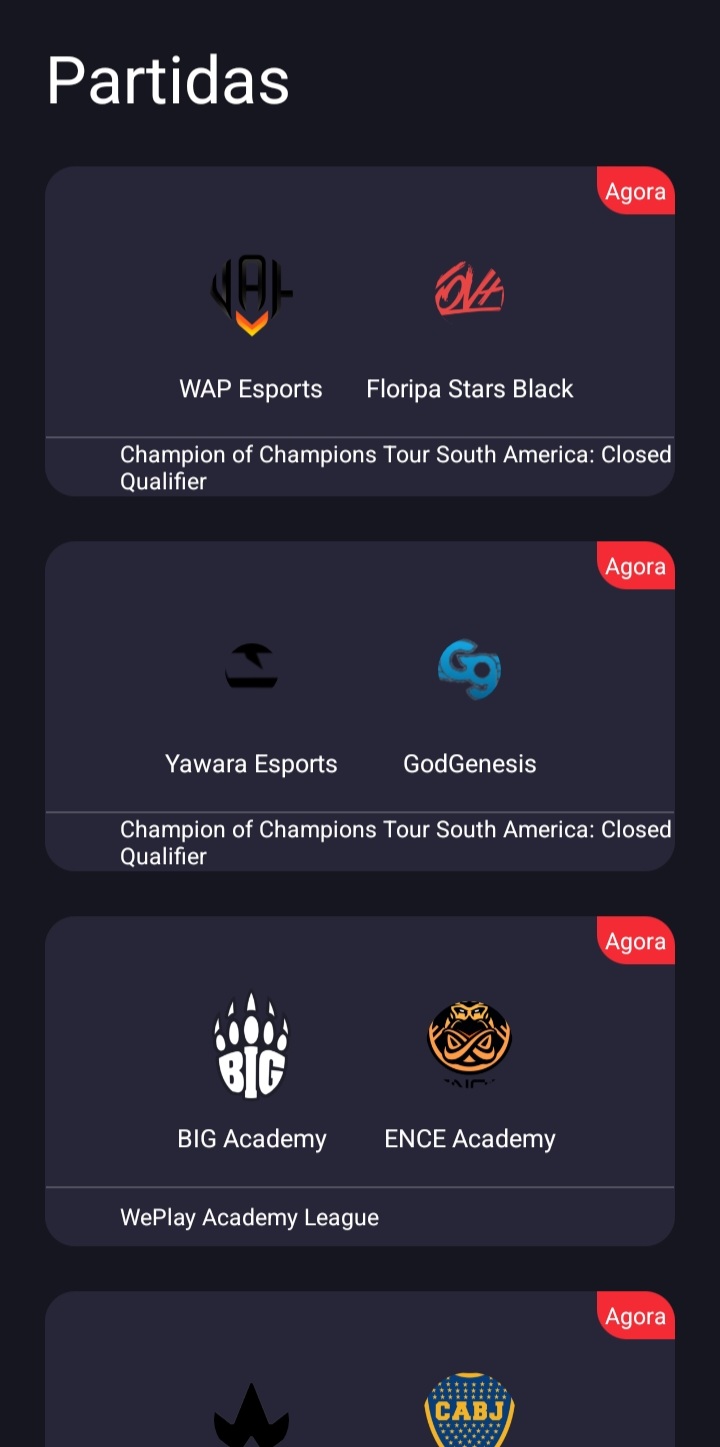 Partidas
Agora
WAP Esports
Floripa Stars Black
Champion of Champions Tour South America: Closed
Qualifier
Agora
G9
Yawara Esports
GodGenesis
Champion of Champions Tour South America: Closed
Qualifier
Agora
BIG
BIG Academy
ENCE Academy
WePlay Academy League
Agora
CABJ